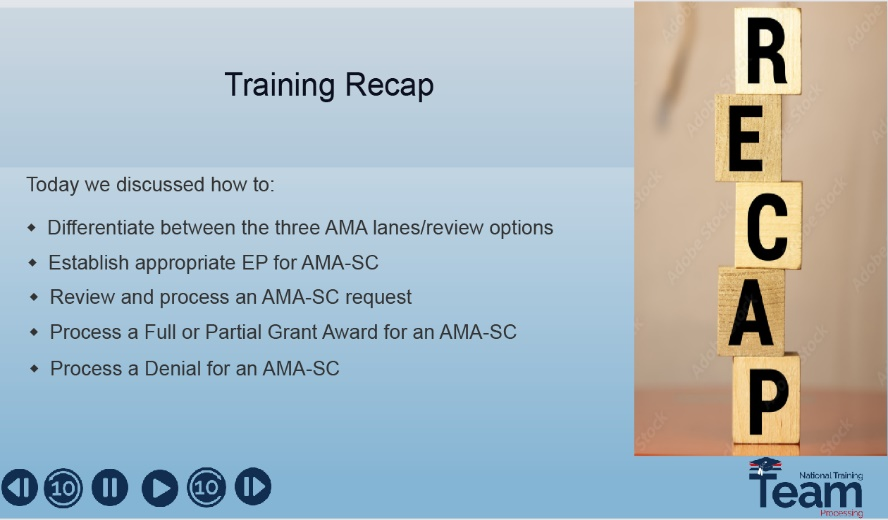 Training Recap
Today we discussed how to:
Differentiate between the three AMA lanes/review options
Establish appropriate EP for AMA-SC
Review and process an AMA-SC request
Process a Full or Partial Grant Award for an AMA-SC
Process a Denial for an AMA-SC
R
E
C
A
P
Adobe Stock
10
10
National Training
Team
Processing